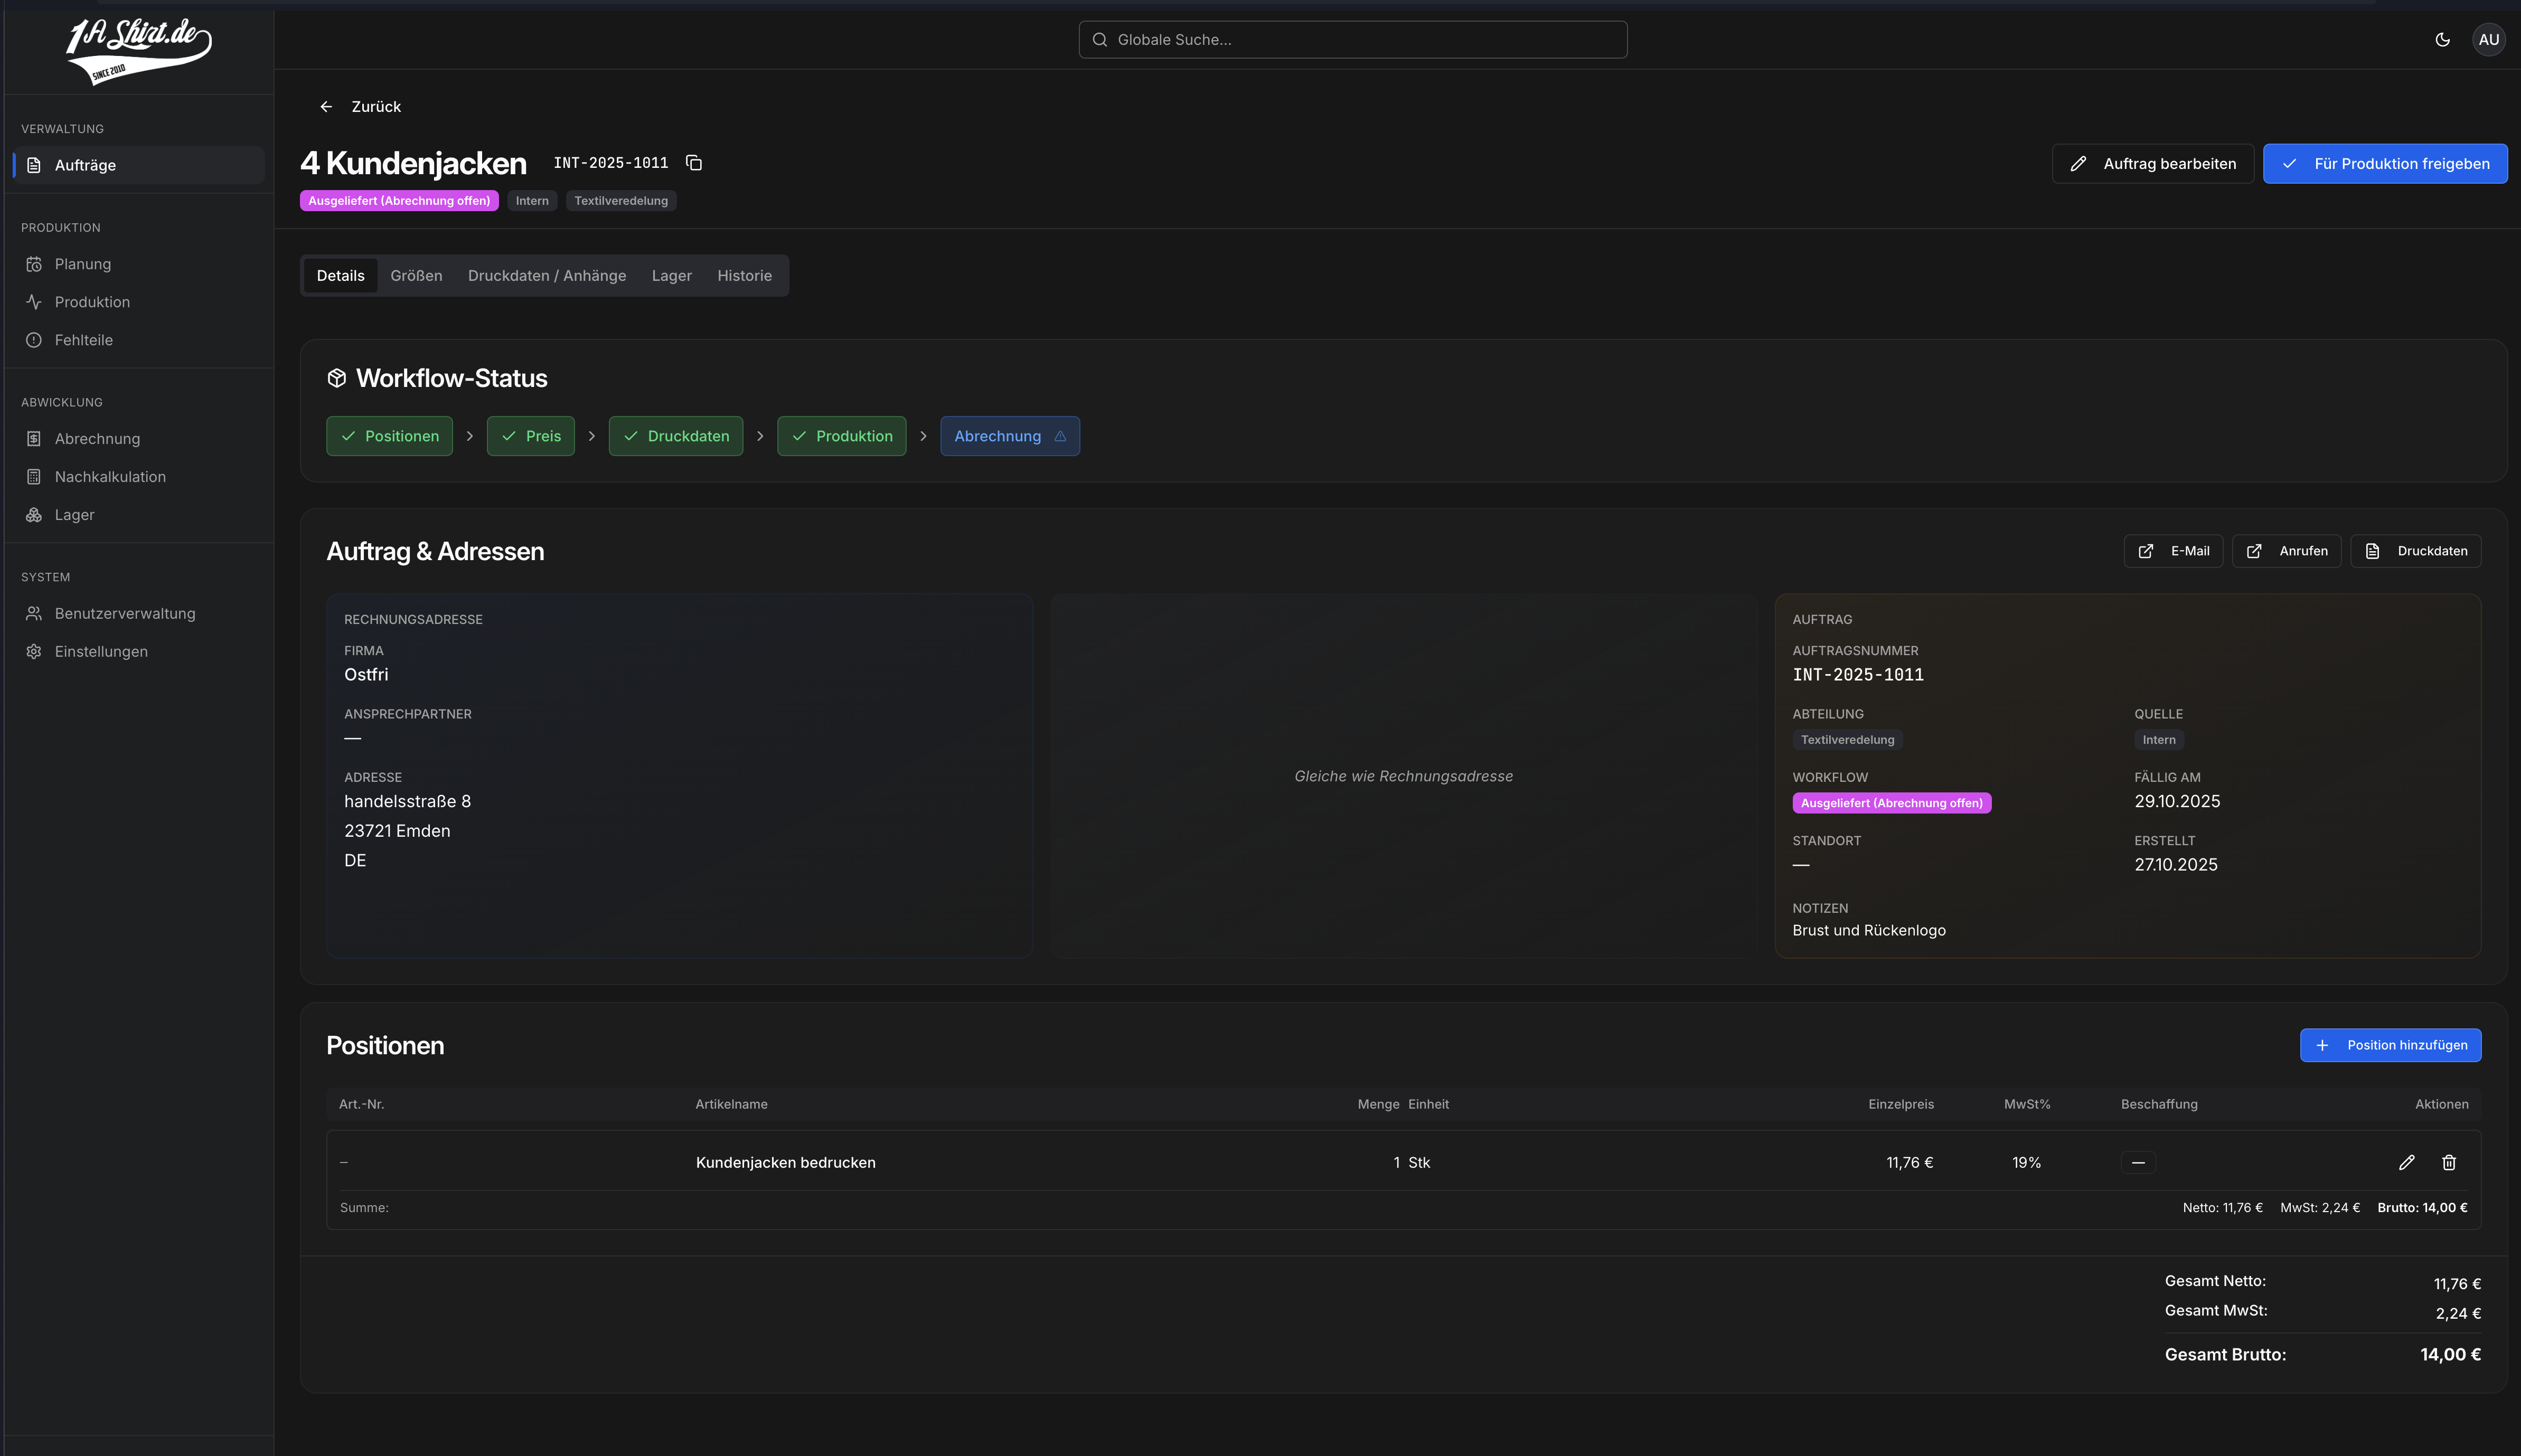 1A Shirt.de
SINCE 2010
Globale Suche...
AU
VERWALTUNG
Aufträge
PRODUKTION
Planung
Produktion
Fehlteile
ABWICKLUNG
Abrechnung
Nachkalkulation
Lager
SYSTEM
Benutzerverwaltung
Einstellungen
Zurück
4 Kundenjacken INT-2025-1011
Auftrag bearbeiten Für Produktion freigeben
Ausgeliefert (Abrechnung offen) Intern Textilveredelung
Details Größen Druckdaten / Anhänge Lager Historie
Workflow-Status
Positionen Preis Druckdaten Produktion Abrechnung
Auftrag & Adressen
E-Mail Anrufen Druckdaten
RECHNUNGSADRESSE
FIRMA
Ostfri
ANSPRECHPARTNER
—
ADRESSE
handelsstraße 8
23721 Emden
DE
Gleiche wie Rechnungsadresse
AUFTRAG
AUFTRAGSNUMMER
INT-2025-1011
ABTEILUNG QUELLE
Textilveredelung Intern
WORKFLOW FÄLLIG AM
Ausgeliefert (Abrechnung offen) 29.10.2025
STANDORT ERSTELLT
— 27.10.2025
NOTIZEN
Brust und Rückenlogo
Positionen
Position hinzufügen
Art.-Nr. Artikelname Menge Einheit Einzelpreis MwSt% Beschaffung Aktionen
– Kundenjacken bedrucken 1 Stk 11,76 € 19% —
Summe: Netto: 11,76 € MwSt: 2,24 € Brutto: 14,00 €
Gesamt Netto: 11,76 €
Gesamt MwSt: 2,24 €
Gesamt Brutto: 14,00 €